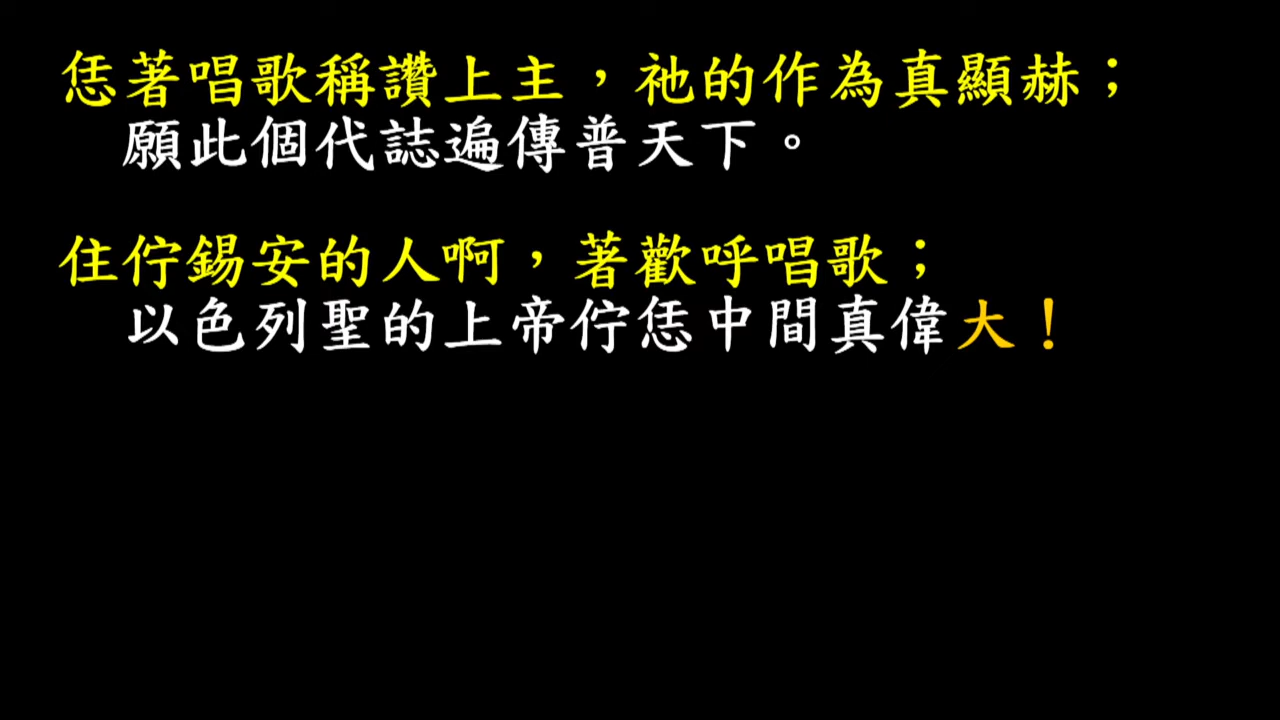 恁著唱歌稱讚上主，祂的作為真顯赫；
願此個代誌遍傳普天下。
住佇錫安的人啊，著歡呼唱歌；
以色列聖的上帝佇恁中間真偉大！